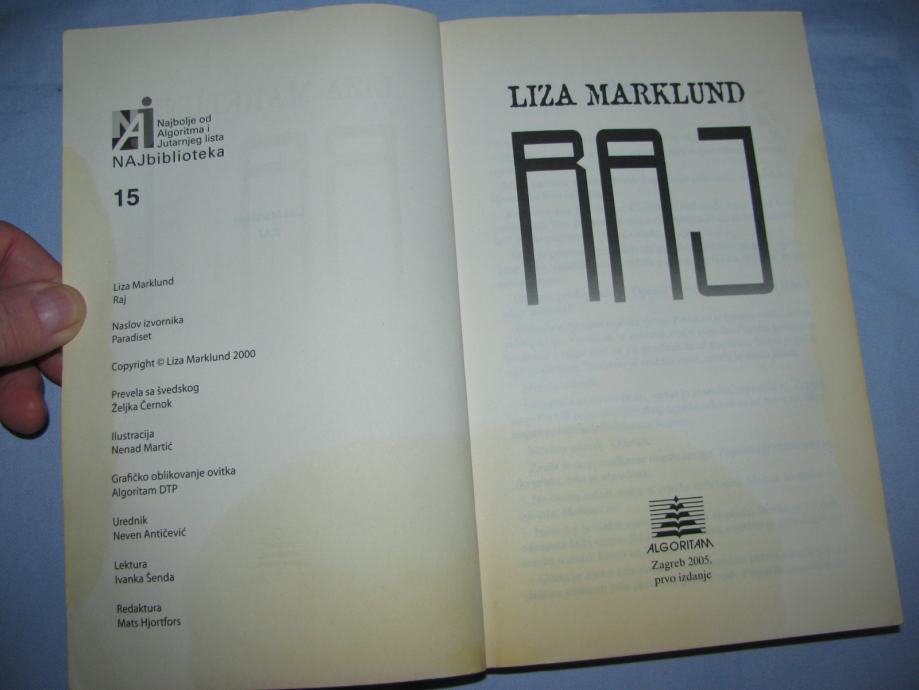 Najbolje od
Algoritma i
Jutarnjeg lista
NAJbiblioteka
15
Liza Marklund
Raj
Naslov izvornika
Paradiset
Copyright © Liza Marklund 2000
Prevela sa švedskog
Željka Černok
Ilustracija
Nenad Martić
Grafičko oblikovanje ovitka
Algoritam DTP
Urednik
Neven Antičević
Lektura
Ivanka Šenda
Redaktura
Mats Hjortfors
LIZA MARKLUND
RAJ
ALGORITAM
Zagreb 2005.
prvo izdanje